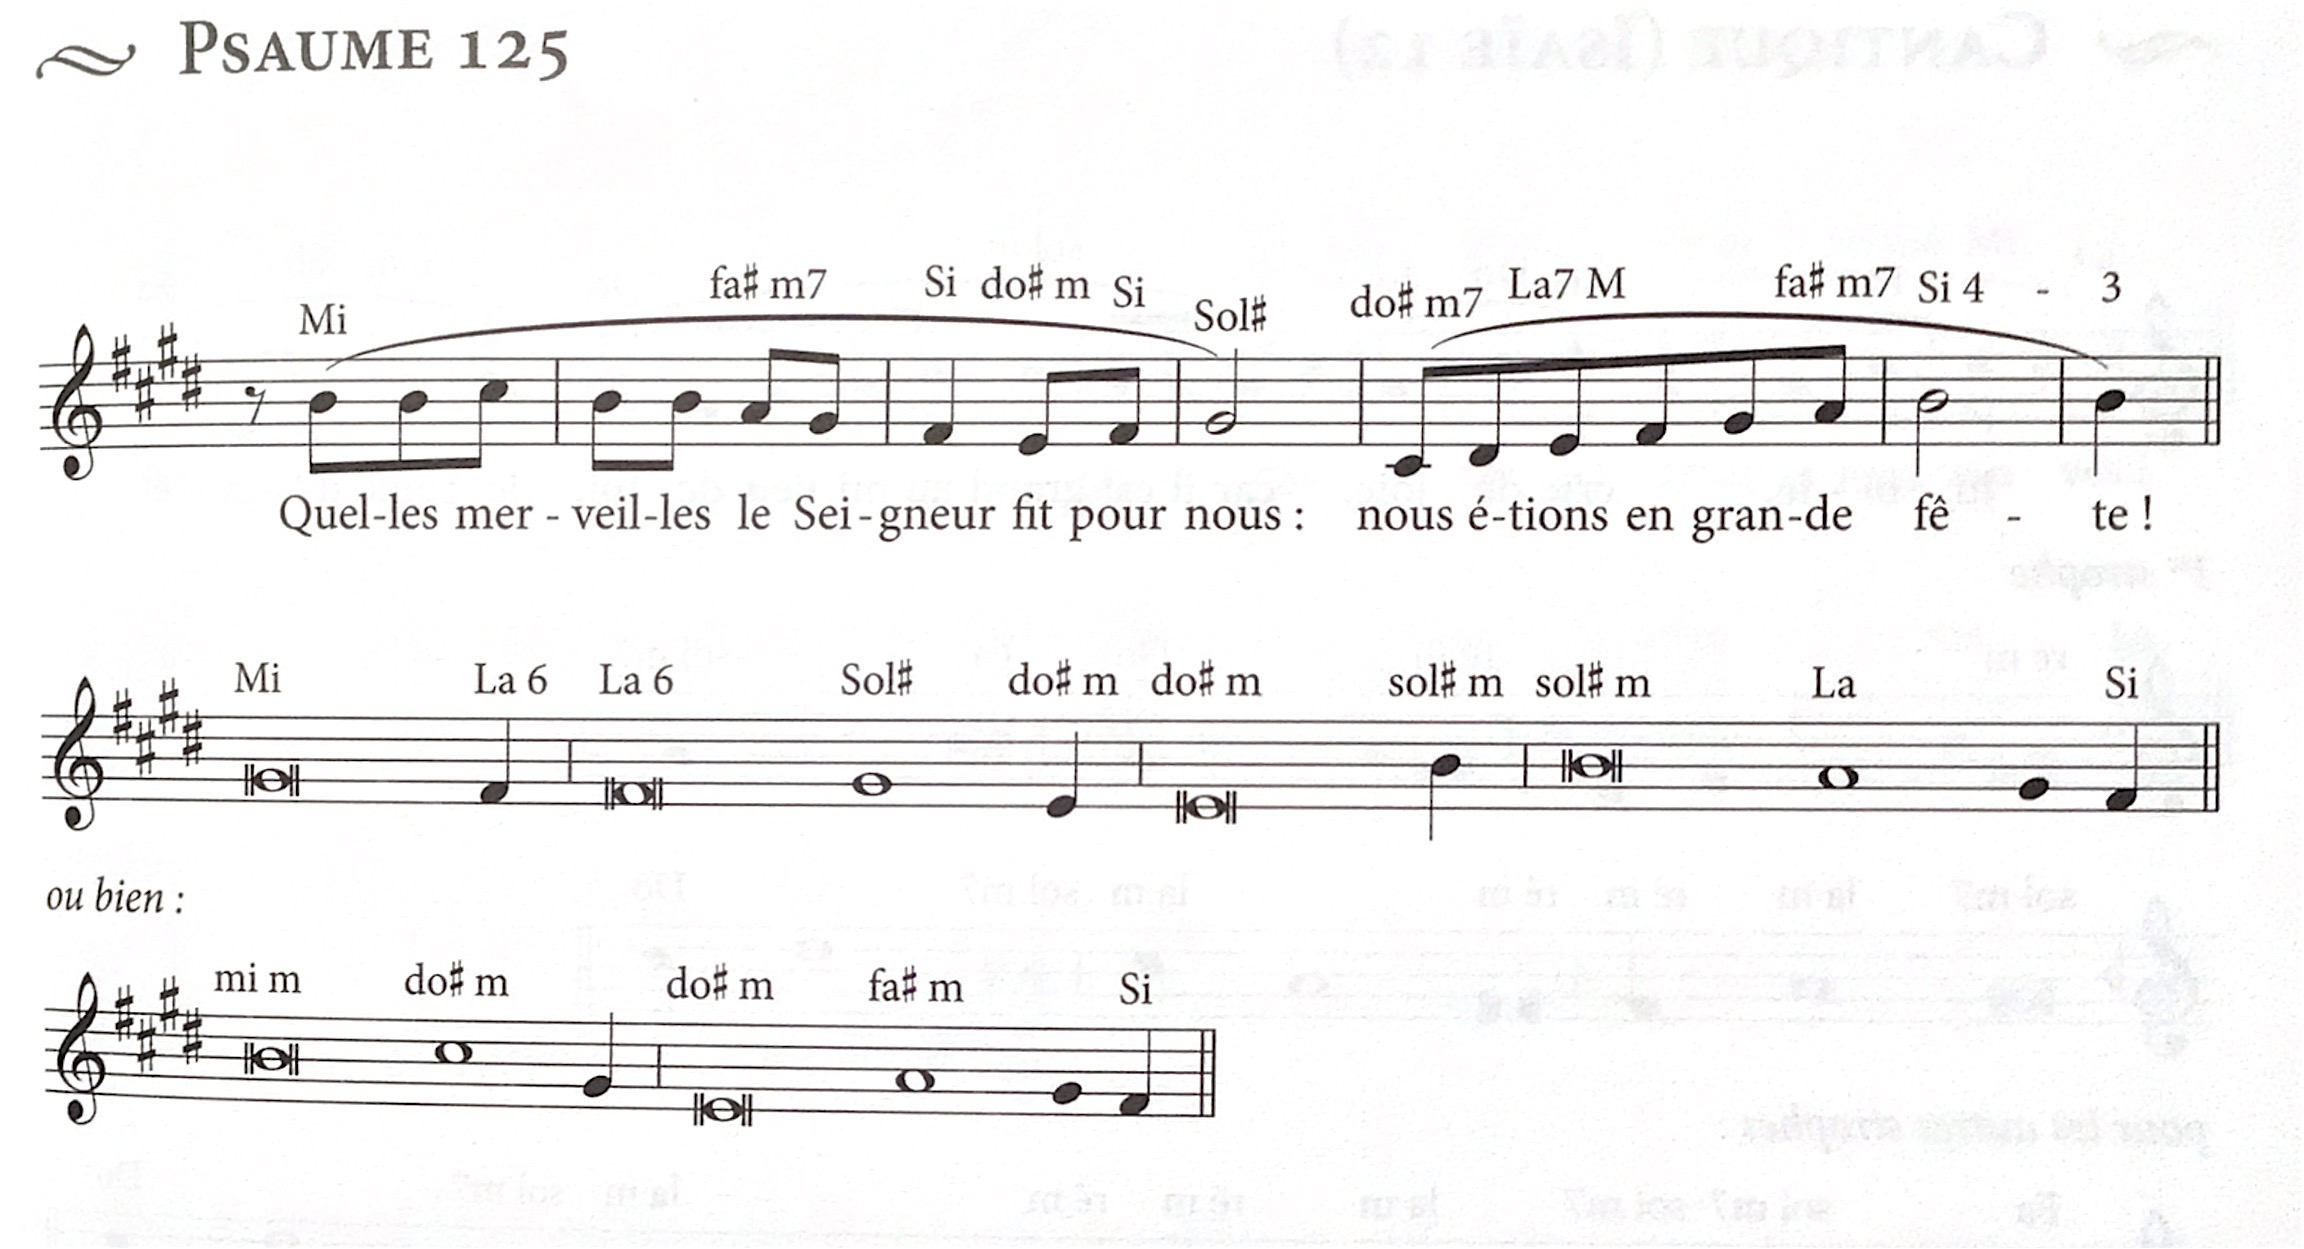 PSAUME 125
Mi fa♯ m7 Si do♯ m Si Sol♯ do♯ m7 La7 M fa♯ m7 Si 4 - 3
Quel-les mer - veil-les le Sei-gneur fit pour nous : nous é-tions en gran-de fê - te !
Mi La 6 La 6 Sol♯ do♯ m do♯ m sol♯ m sol♯ m La Si
ou bien :
mi m do♯ m do♯ m fa♯ m Si